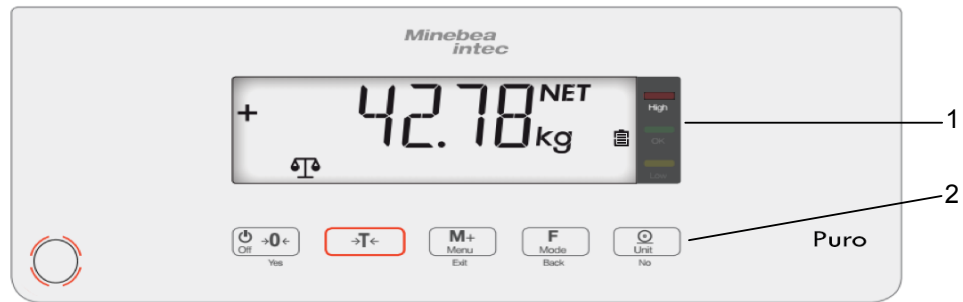 Minebea
intec
+ 42.78 NET
kg
High
OK
LOW
1
2
Off →0← →T← M+ F
Menu Mode Unit
Yes Exit Back No
Puro